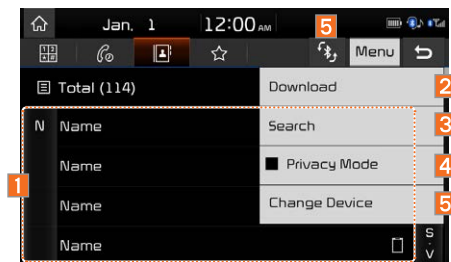 Jan. 1 12:00 AM 5
Menu
Total (114)
Download 2
N Name
Search 3
Name
Privacy Mode 4
1
Name
Change Device 5
Name
S
V